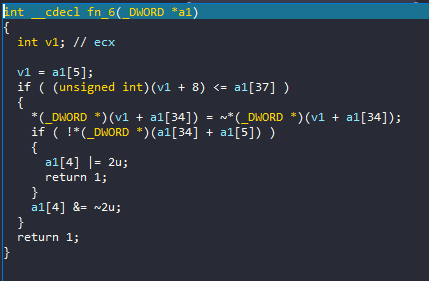 int __cdecl fn_6(_DWORD *a1)
{
int v1; // ecx
v1 = a1[5];
if ( (unsigned int)(v1 + 8) <= a1[37] )
{
*(_DWORD *)(v1 + a1[34]) = ~*(_DWORD *)(v1 + a1[34]);
if ( !*(_DWORD *)(a1[34] + a1[5]) )
{
a1[4] |= 2u;
return 1;
}
a1[4] &= ~2u;
}
return 1;
}